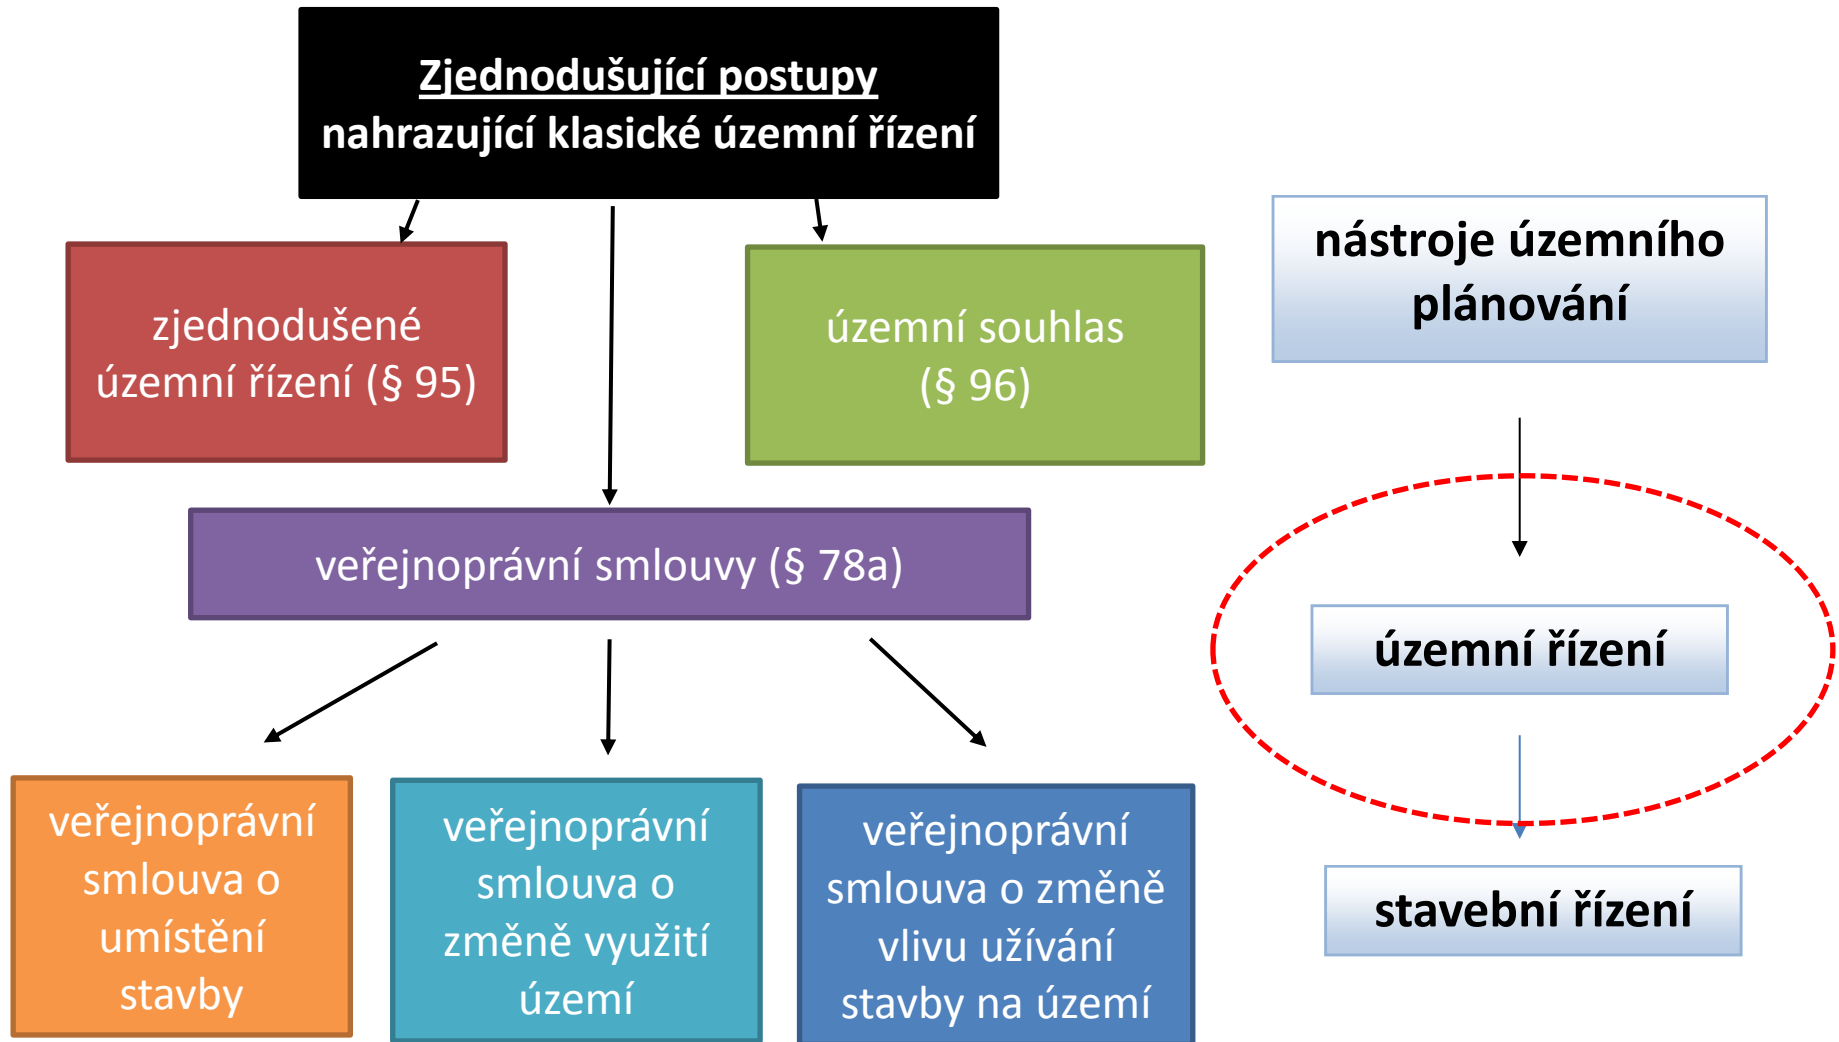 Zjednodušující postupy
nahrazující klasické územní řízení
zjednodušené
územní řízení (§ 95)
územní souhlas
(§ 96)
veřejnoprávní smlouvy (§ 78a)
veřejnoprávní
smlouva o
umístění
stavby
veřejnoprávní
smlouva o
změně využití
území
veřejnoprávní
smlouva o změně
vlivu užívání
stavby na území
nástroje územního
plánování
územní řízení
stavební řízení